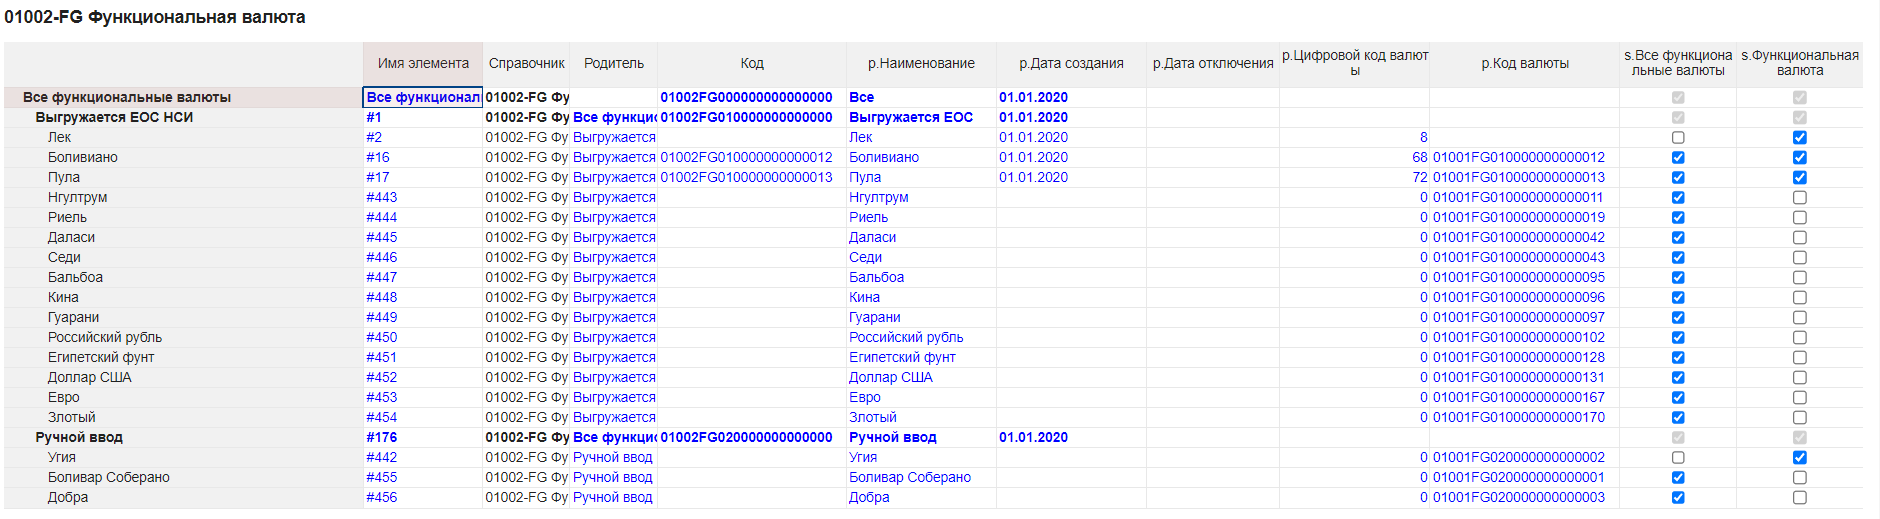 01002-FG Функциональная валюта
Имя элемента Справочник Родитель Код р.Наименование р.Дата создания р.Дата отключения р.Цифровой код валют ы р.Код валюты s.Все функциона льные валюты s.Функциональная валюта
Все функциональные валюты Все функционал 01002-FG Фу 01002FG000000000000000 Все 01.01.2020
Выгружается ЕОС НСИ #1 01002-FG Фу Все функцио 01002FG010000000000000 Выгружается ЕОС 01.01.2020
Лек #2 01002-FG Фу Выгружается Лек 01.01.2020 8
Боливиано #16 01002-FG Фу Выгружается 01002FG010000000000012 Боливиано 01.01.2020 68 01001FG010000000000012
Пула #17 01002-FG Фу Выгружается 01002FG010000000000013 Пула 01.01.2020 72 01001FG010000000000013
Нгултрум #443 01002-FG Фу Выгружается Нгултрум 0 01001FG010000000000011
Риель #444 01002-FG Фу Выгружается Риель 0 01001FG010000000000019
Даласи #445 01002-FG Фу Выгружается Даласи 0 01001FG010000000000042
Седи #446 01002-FG Фу Выгружается Седи 0 01001FG010000000000043
Бальбоа #447 01002-FG Фу Выгружается Бальбоа 0 01001FG010000000000095
Кина #448 01002-FG Фу Выгружается Кина 0 01001FG010000000000096
Гуарани #449 01002-FG Фу Выгружается Гуарани 0 01001FG010000000000097
Российский рубль #450 01002-FG Фу Выгружается Российский рубль 0 01001FG010000000000102
Египетский фунт #451 01002-FG Фу Выгружается Египетский фунт 0 01001FG010000000000128
Доллар США #452 01002-FG Фу Выгружается Доллар США 0 01001FG010000000000131
Евро #453 01002-FG Фу Выгружается Евро 0 01001FG010000000000167
Злотый #454 01002-FG Фу Выгружается Злотый 0 01001FG010000000000170
Ручной ввод #176 01002-FG Фу Все функцио 01002FG020000000000000 Ручной ввод 01.01.2020
Угия #442 01002-FG Фу Ручной ввод Угия 0 01001FG020000000000002
Боливар Соберано #455 01002-FG Фу Ручной ввод Боливар Соберано 0 01001FG020000000000001
Добра #456 01002-FG Фу Ручной ввод Добра 0 01001FG020000000000003